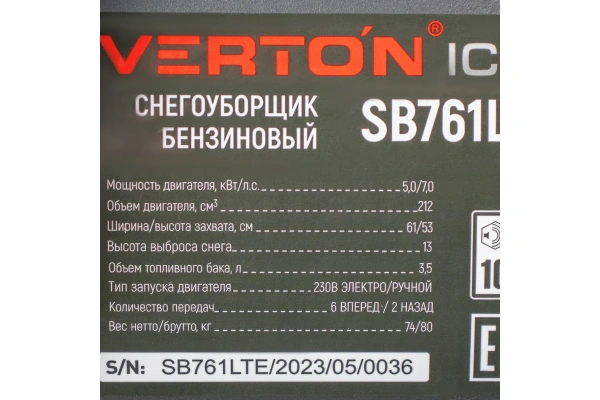 VERTON® IC
СНЕГОУБОРЩИК
БЕНЗИНОВЫЙ
SB761L
Мощность двигателя, кВт/л.с. 5,0/7,0
Объем двигателя, см³ 212
Ширина/высота захвата, см 61/53
Высота выброса снега 13
Объем топливного бака, л 3,5
Тип запуска двигателя 230В ЭЛЕКТРО/РУЧНОЙ
Количество передач 6 ВПЕРЕД / 2 НАЗАД
Вес нетто/брутто, кг 74/80
10
E
S/N: SB761LTE/2023/05/0036